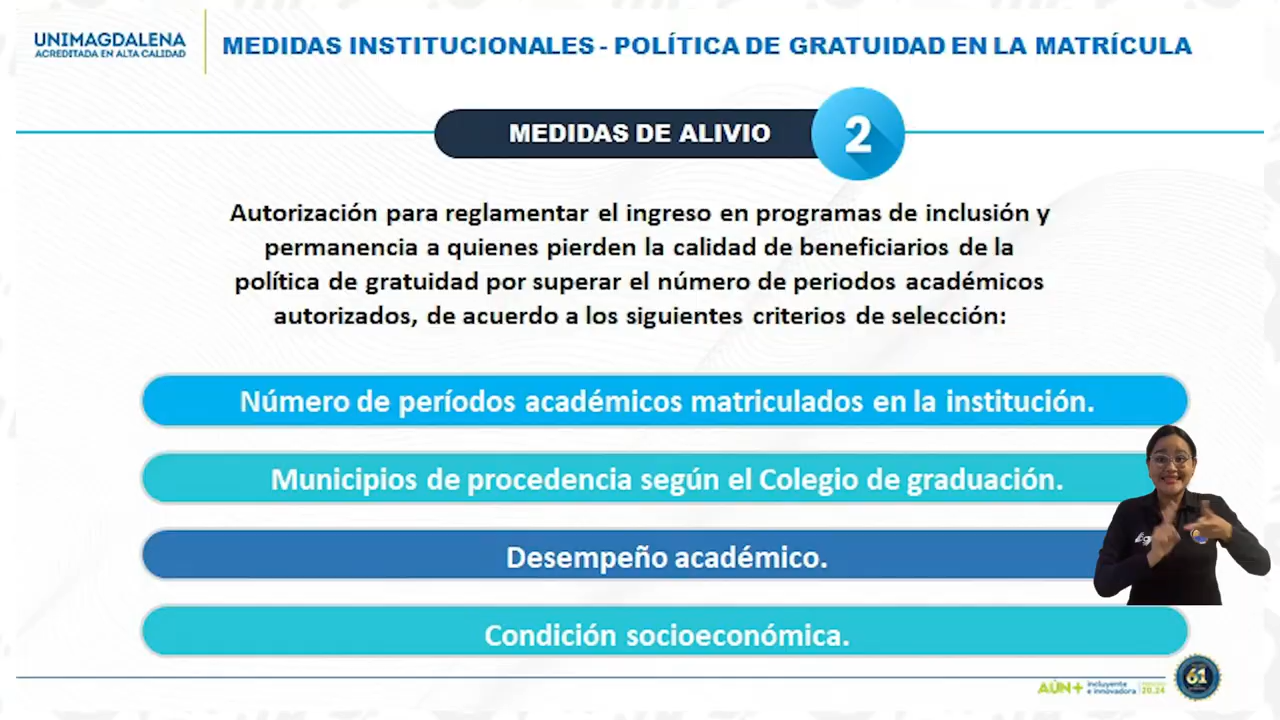 UNIMAGDALENA
ACREDITADA EN ALTA CALIDAD
MEDIDAS INSTITUCIONALES - POLÍTICA DE GRATUIDAD EN LA MATRÍCULA
MEDIDAS DE ALIVIO
2
Autorización para reglamentar el ingreso en programas de inclusión y
permanencia a quienes pierden la calidad de beneficiarios de la
política de gratuidad por superar el número de periodos académicos
autorizados, de acuerdo a los siguientes criterios de selección:
Número de períodos académicos matriculados en la institución.
Municipios de procedencia según el Colegio de graduación.
Desempeño académico.
Condición socioeconómica.
AÚN+
incluyente
e innovadora
20.24
61